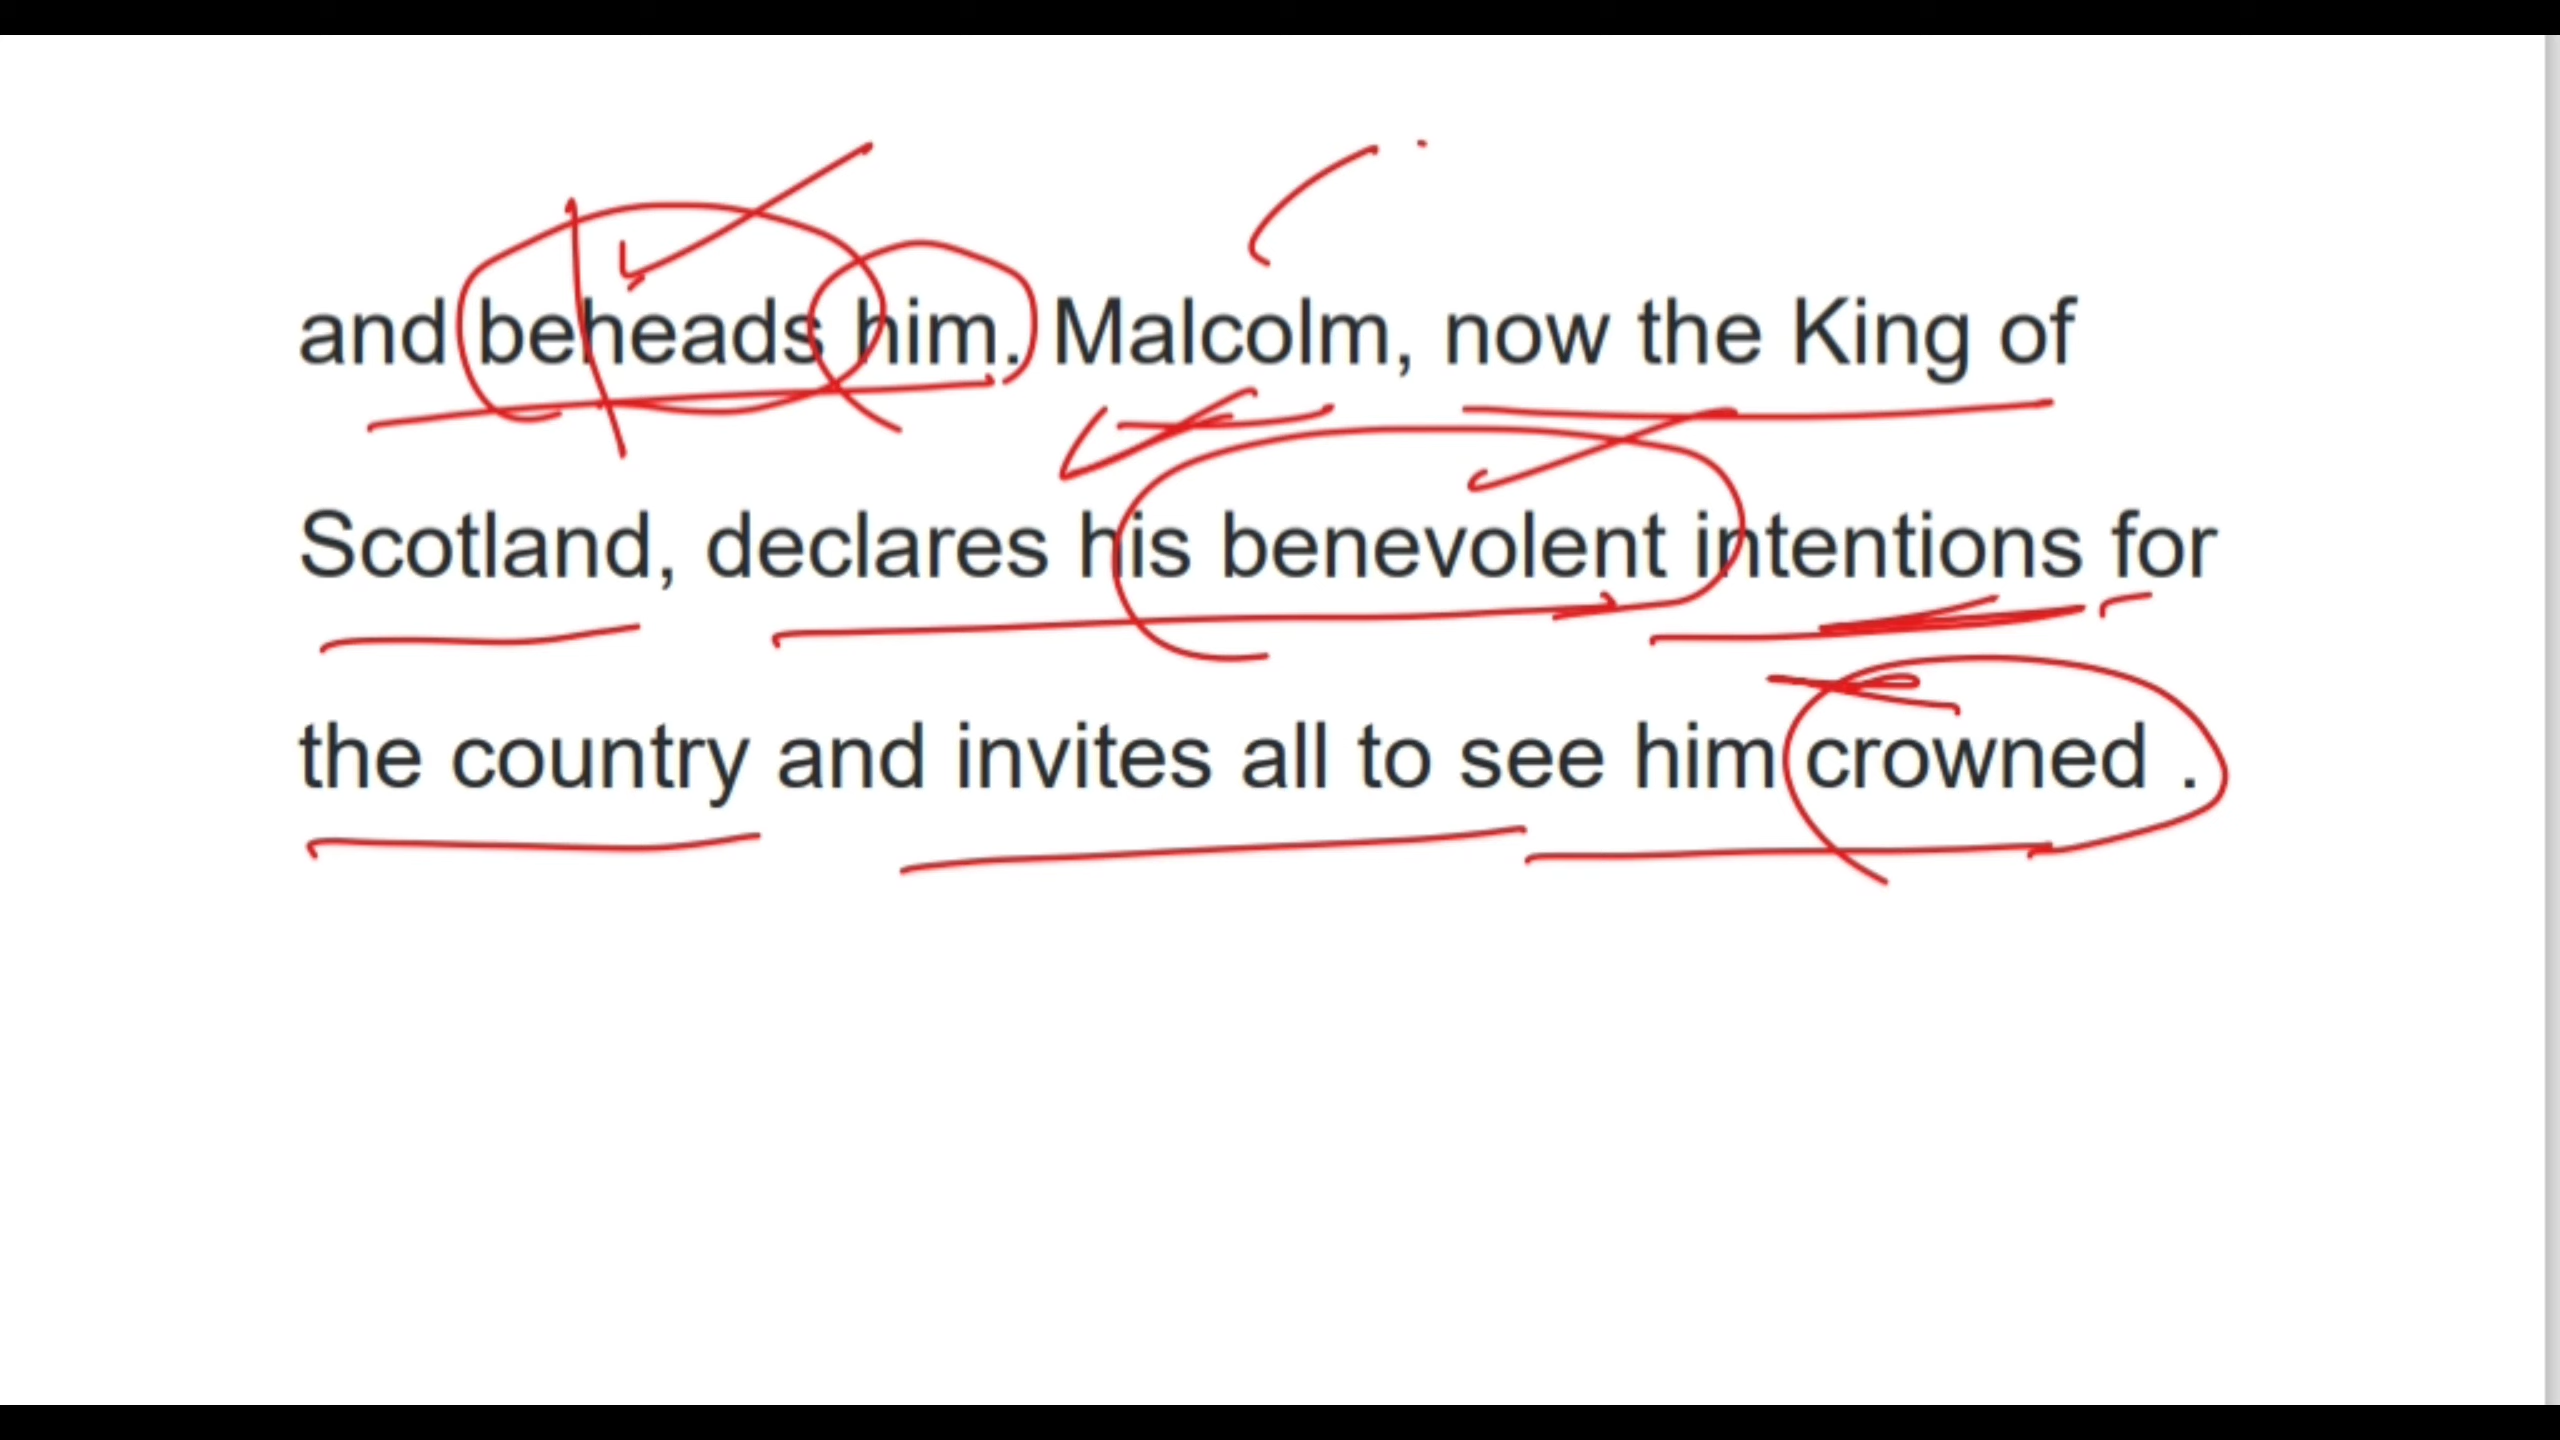 and beheads him. Malcolm, now the King of
Scotland, declares his benevolent intentions for
the country and invites all to see him crowned .